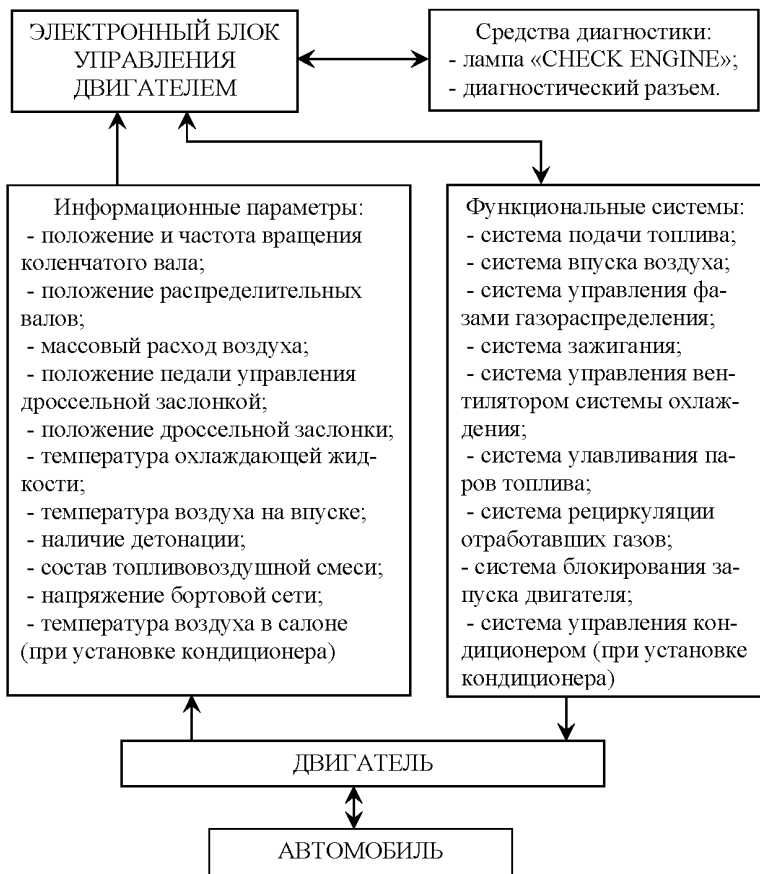 ЭЛЕКТРОННЫЙ БЛОК
УПРАВЛЕНИЯ
ДВИГАТЕЛЕМ
Средства диагностики:
- лампа «CHECK ENGINE»;
- диагностический разъем.
Информационные параметры:
- положение и частота вращения
коленчатого вала;
- положение распределительных
валов;
- массовый расход воздуха;
- положение педали управления
дроссельной заслонкой;
- положение дроссельной заслонки;
- температура охлаждающей жид-
кости;
- температура воздуха на впуске;
- наличие детонации;
- состав топливовоздушной смеси;
- напряжение бортовой сети;
- температура воздуха в салоне
(при установке кондиционера)
Функциональные системы:
- система подачи топлива;
- система впуска воздуха;
- система управления фа-
зами газораспределения;
- система зажигания;
- система управления вен-
тилятором системы охлаж-
дения;
- система улавливания па-
ров топлива;
- система рециркуляции
отработавших газов;
- система блокирования за-
пуска двигателя;
- система управления кон-
диционером (при установке
кондиционера)
ДВИГАТЕЛЬ
АВТОМОБИЛЬ